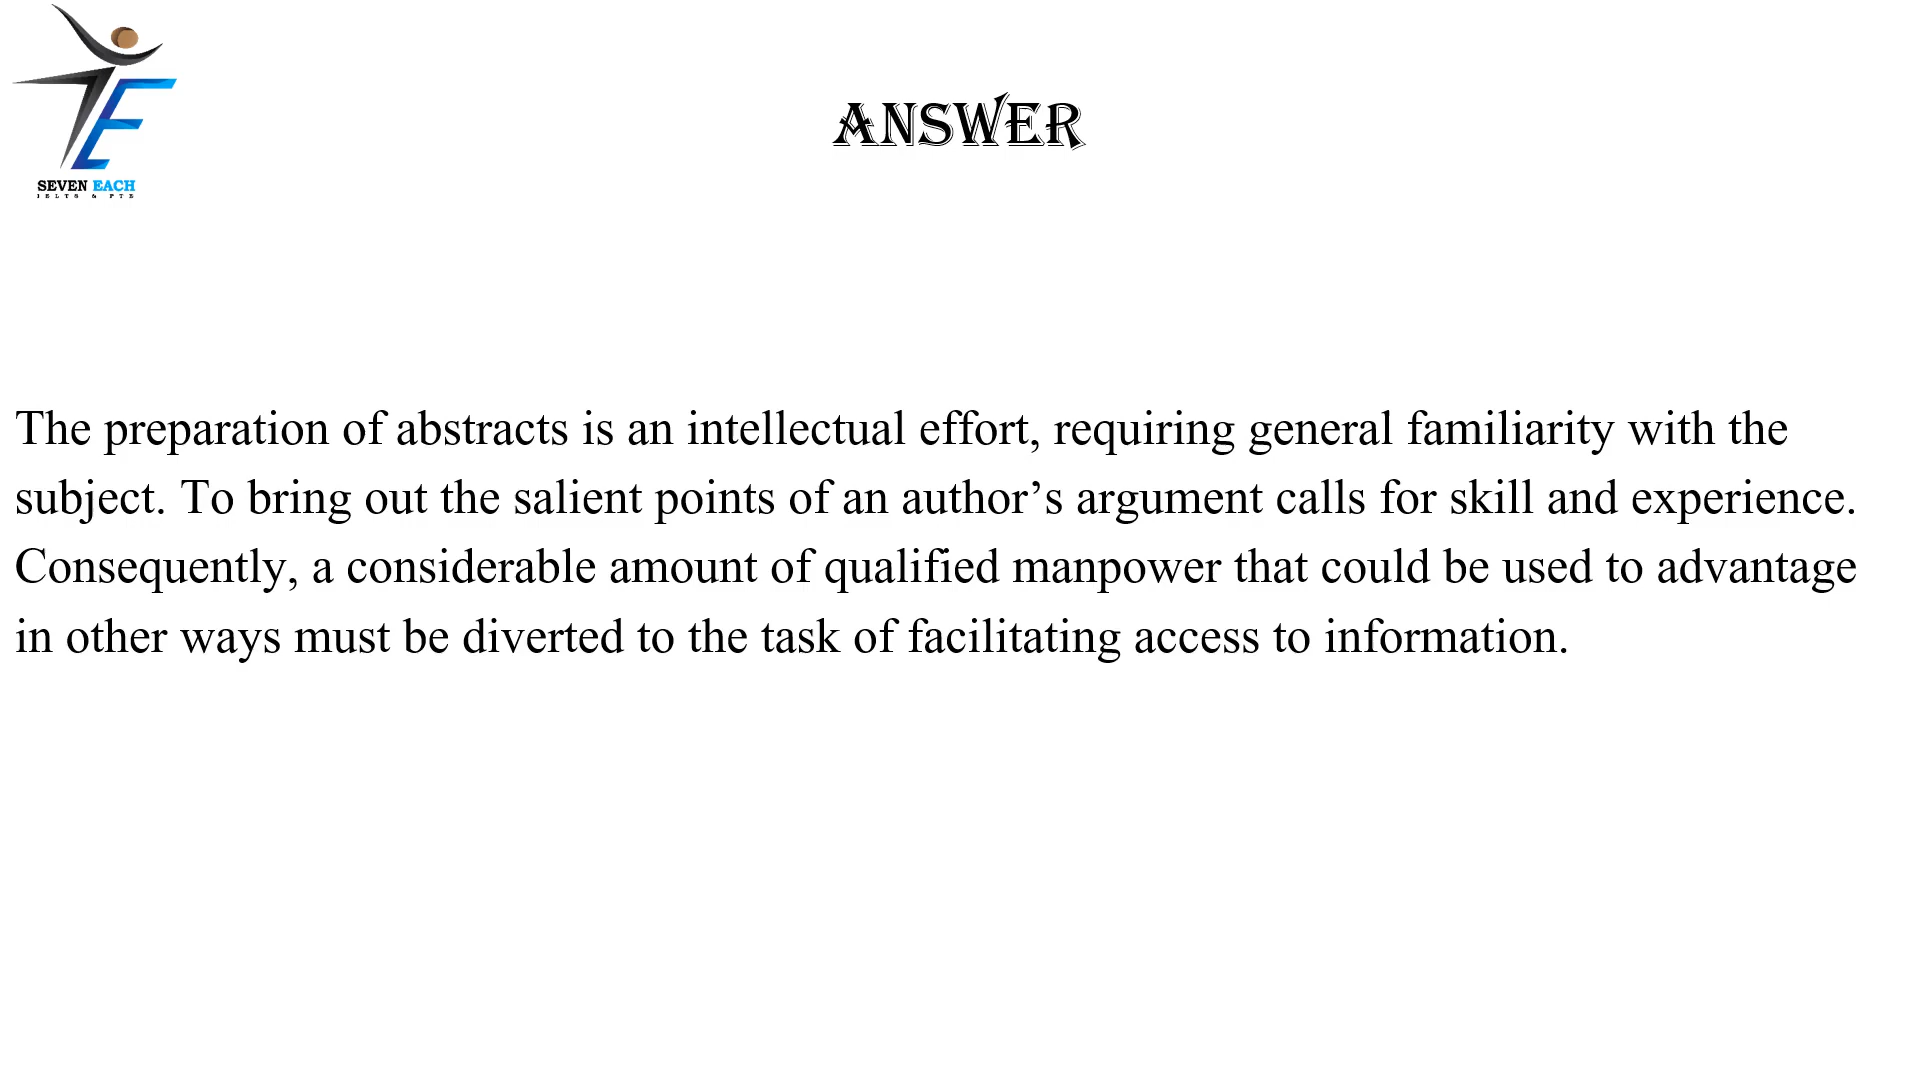 SEVEN EACH
IELTS & PTE
ANSWER
The preparation of abstracts is an intellectual effort, requiring general familiarity with the
subject. To bring out the salient points of an author’s argument calls for skill and experience.
Consequently, a considerable amount of qualified manpower that could be used to advantage
in other ways must be diverted to the task of facilitating access to information.